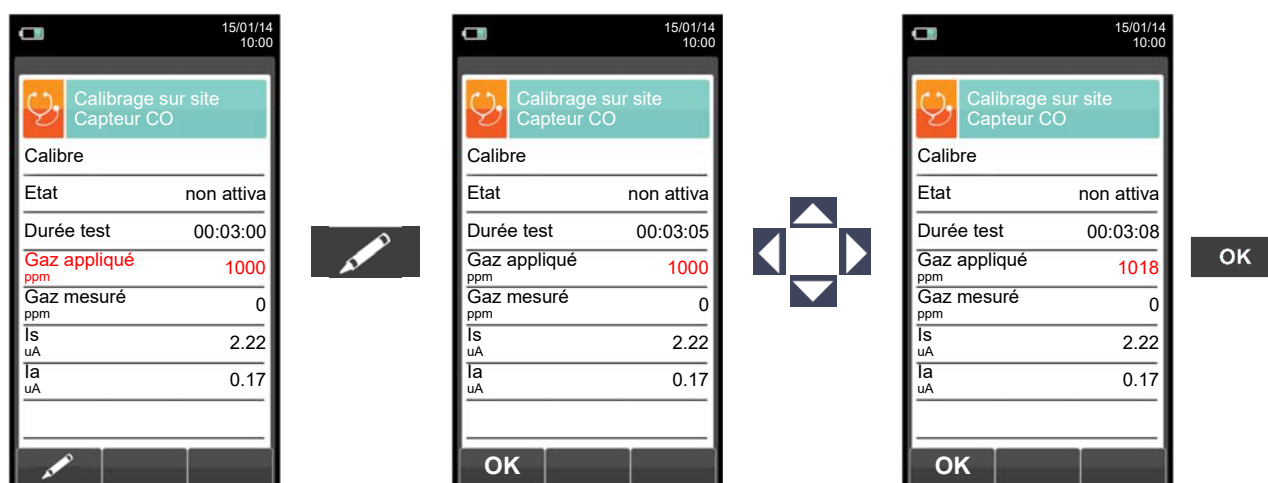 15/01/14
10:00
Calibrage sur site
Capteur CO
Calibre
Etat non attiva
Durée test 00:03:00
Gaz appliqué 1000
ppm
Gaz mesuré 0
ppm
Is 2.22
uA
Ia 0.17
uA
15/01/14
10:00
Calibrage sur site
Capteur CO
Calibre
Etat non attiva
Durée test 00:03:05
Gaz appliqué 1000
ppm
Gaz mesuré 0
ppm
Is 2.22
uA
Ia 0.17
uA
OK
15/01/14
10:00
Calibrage sur site
Capteur CO
Calibre
Etat non attiva
Durée test 00:03:08
Gaz appliqué 1018
ppm
Gaz mesuré 0
ppm
Is 2.22
uA
Ia 0.17
uA
OK
OK